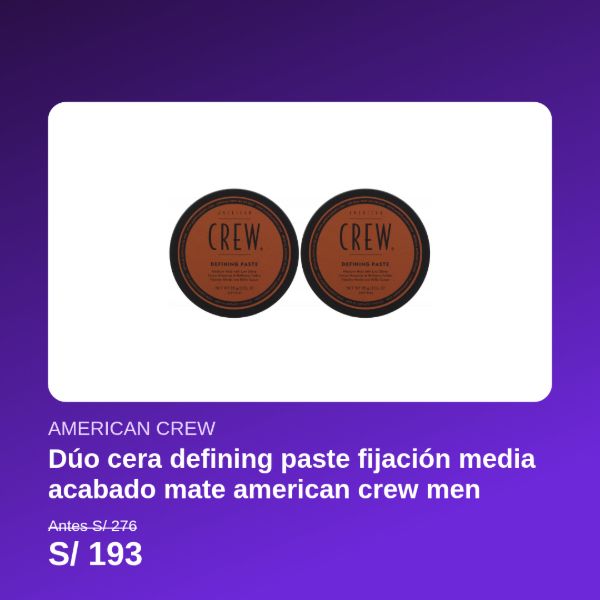 AMERICAN
CREW®
DEFINING PASTE
AMERICAN
CREW®
DEFINING PASTE
AMERICAN CREW
Dúo cera defining paste fijación media
acabado mate american crew men
Antes S/ 276
S/ 193